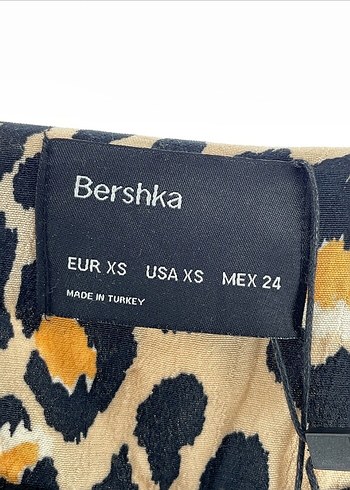 Bershka
EUR XS USA XS MEX 24
MADE IN TURKEY